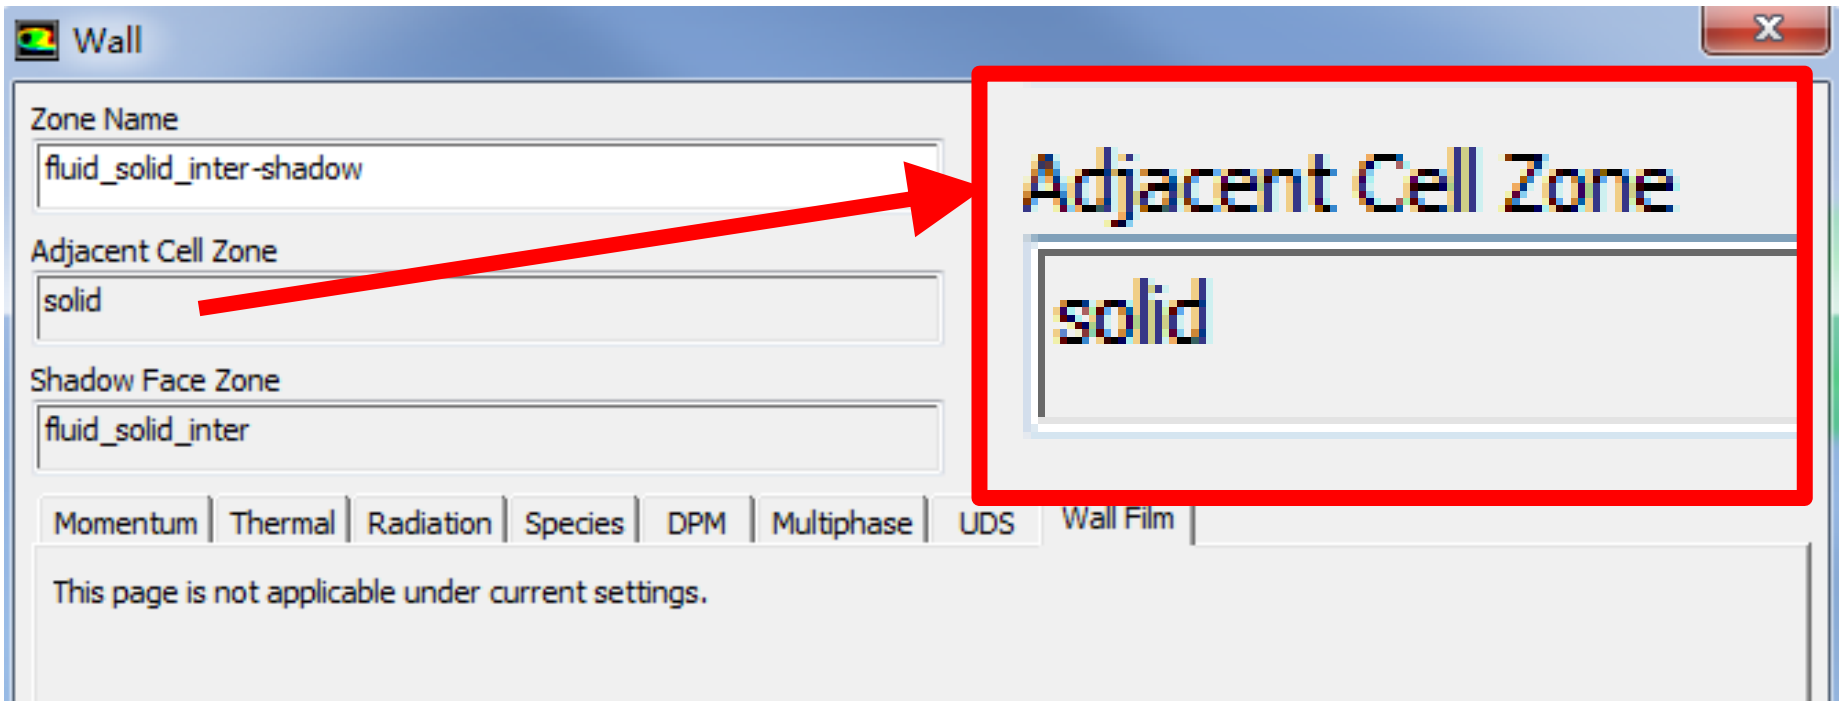 Wall
Zone Name
fluid_solid_inter-shadow
Adjacent Cell Zone
solid
Shadow Face Zone
fluid_solid_inter
Adjacent Cell Zone
solid
Momentum Thermal Radiation Species DPM Multiphase UDS Wall Film
This page is not applicable under current settings.